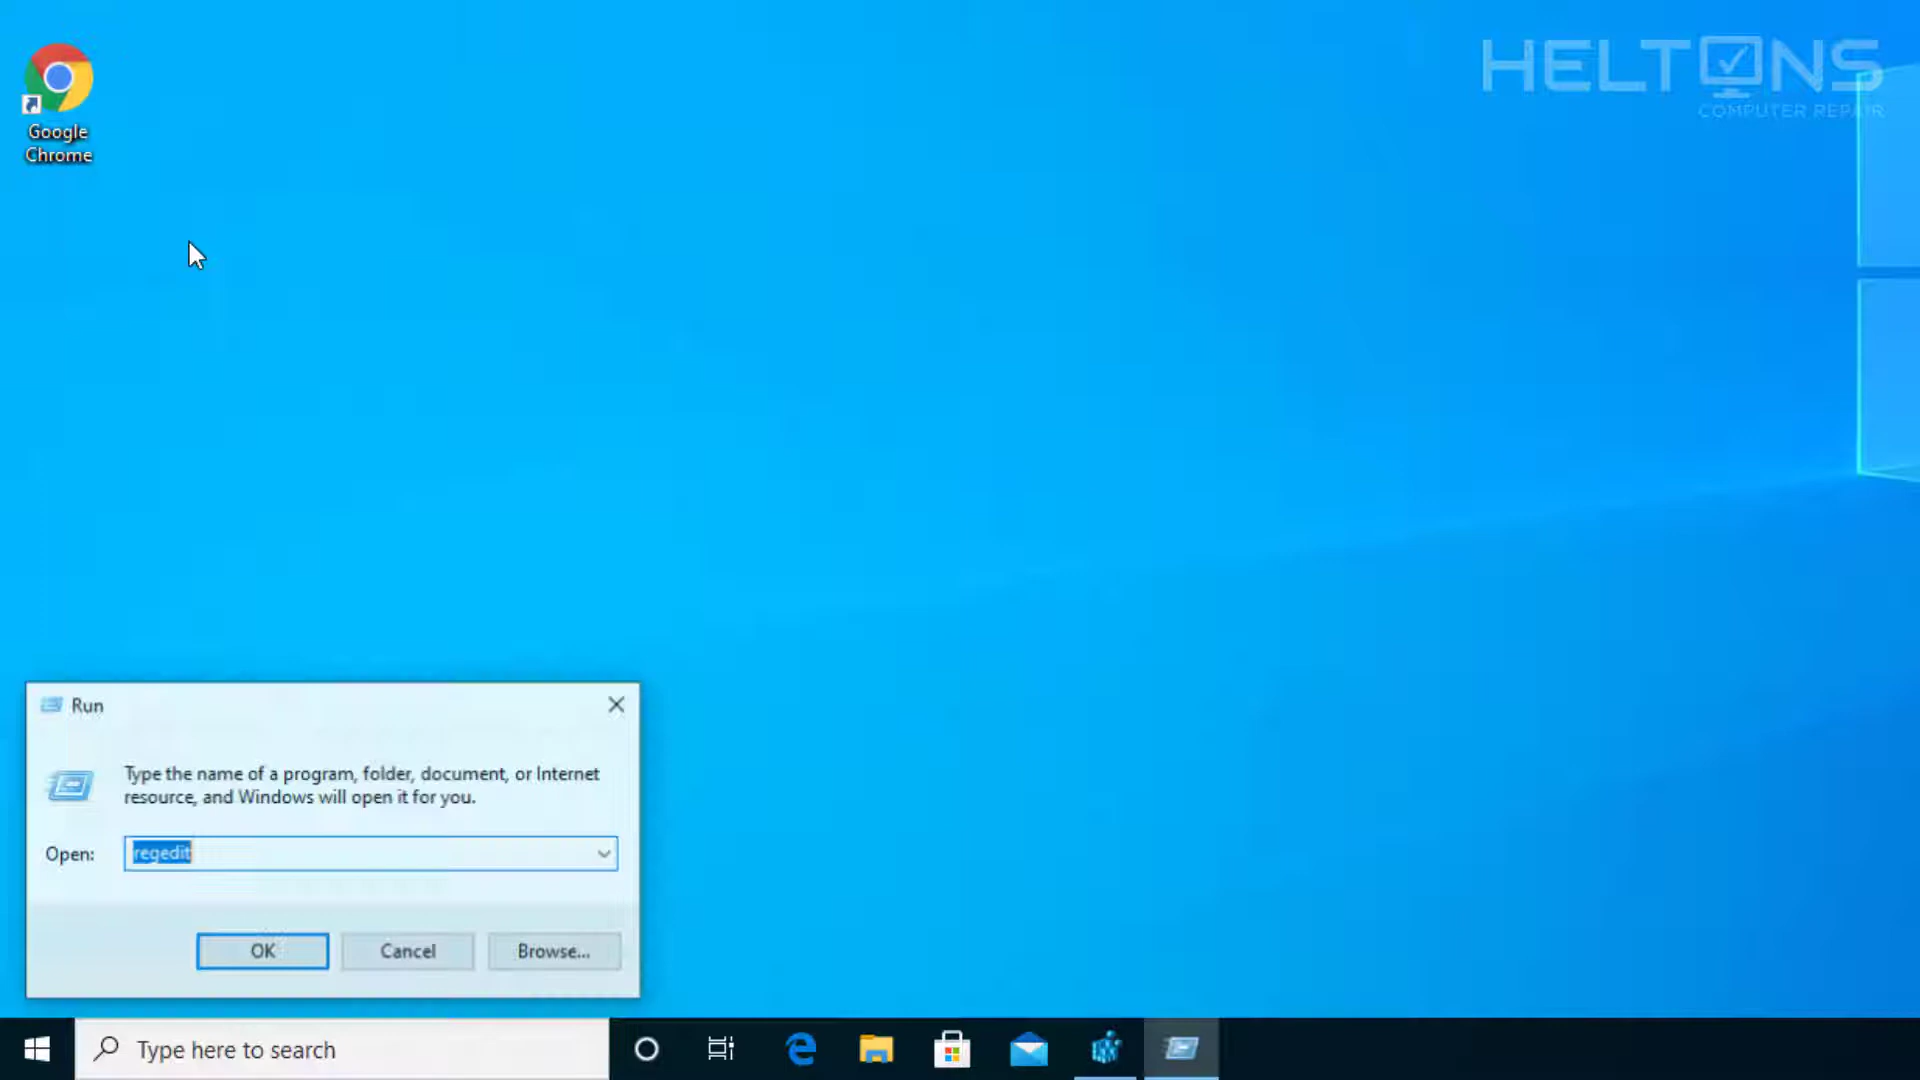 Google
Chrome
HELTONS
COMPUTER REPAIR
Run
Type the name of a program, folder, document, or Internet
resource, and Windows will open it for you.
Open:
regedit
OK
Cancel
Browse...
Type here to search